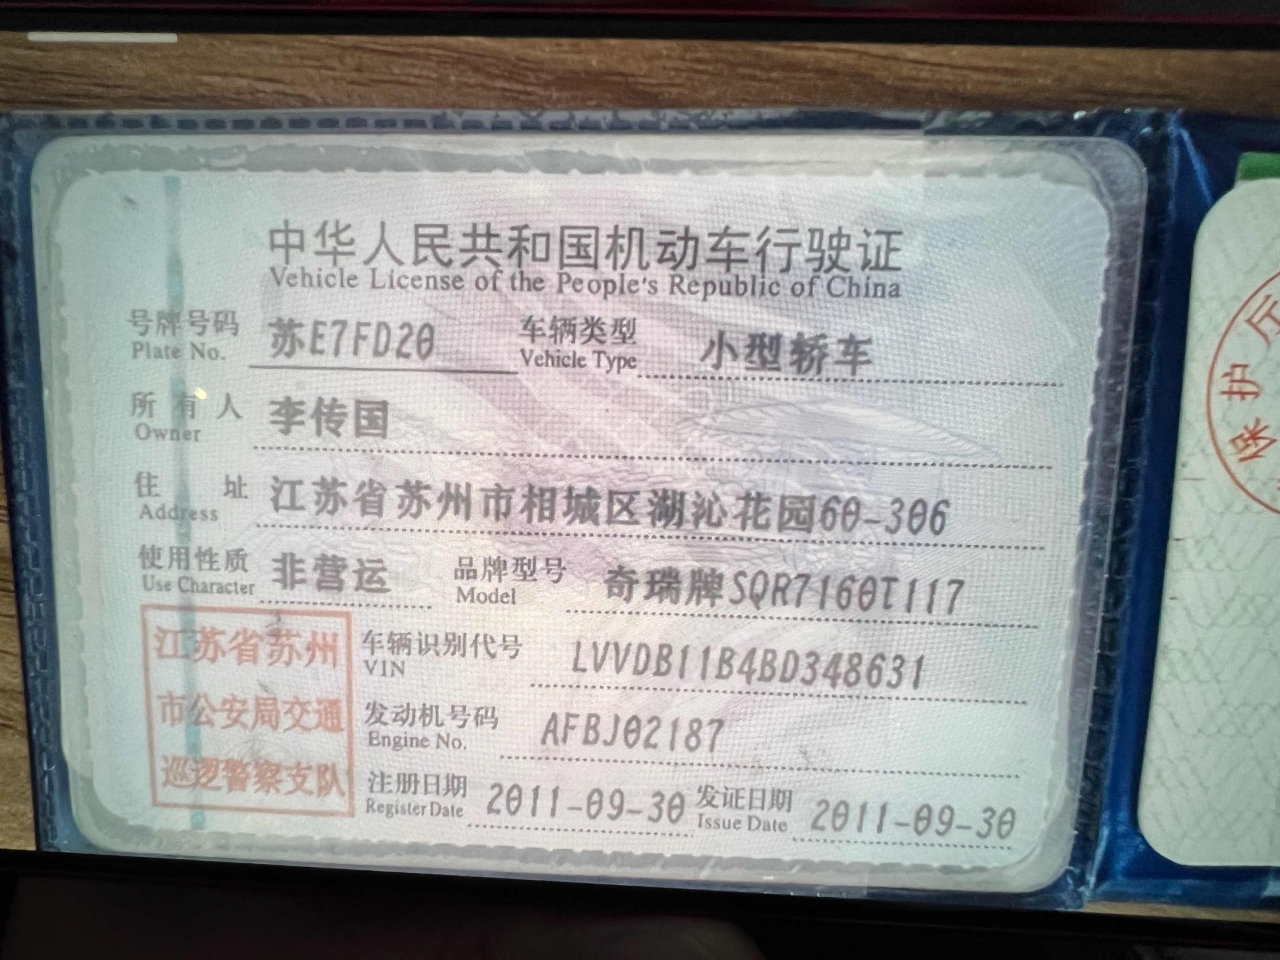 中华人民共和国机动车行驶证
Vehicle License of the People's Republic of China
号牌号码 苏E7FD20 车辆类型 小型轿车
Plate No. Vehicle Type
所有人 李传国
Owner
住址 江苏省苏州市相城区湖沁花园60-306
Address
使用性质 非营运 品牌型号 奇瑞牌SQR7160T117
Use Character Model
江苏省苏州
市公安局交通
巡逻警察支队
车辆识别代号 LVVDB11B4BD348631
VIN
发动机号码 AFBJ02187
Engine No.
注册日期 2011-09-30 发证日期 2011-09-30
Register Date Issue Date
保护厅